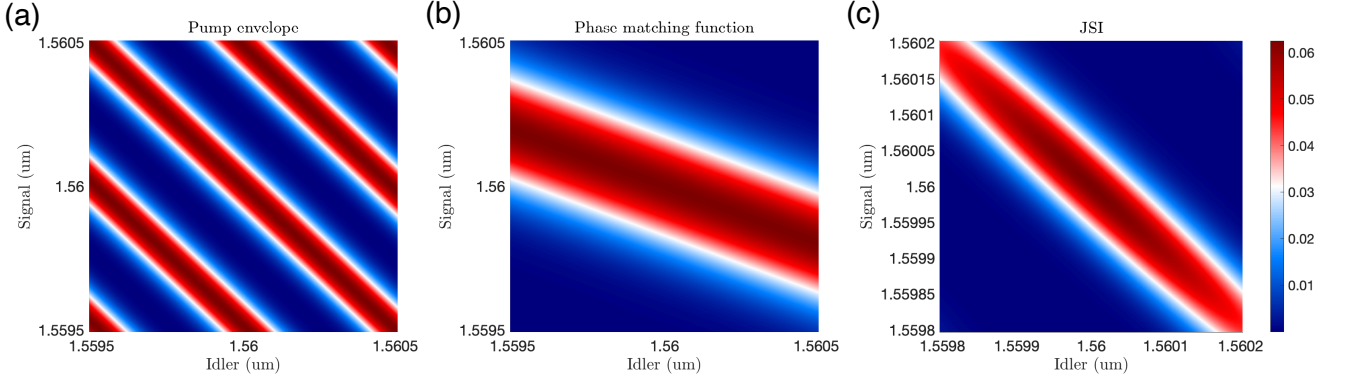 (a)
Pump envelope
1.5605
1.56
1.5595
Signal (um)
1.5595
1.56
1.5605
Idler (um)
(b)
Phase matching function
1.5605
1.56
1.5595
Signal (um)
1.5595
1.56
1.5605
Idler (um)
(c)
JSI
1.5602
1.56015
1.5601
1.56005
1.56
1.55995
1.5599
1.55985
1.5598
Signal (um)
1.5598
1.5599
1.56
1.5601
1.5602
Idler (um)
0.06
0.05
0.04
0.03
0.02
0.01